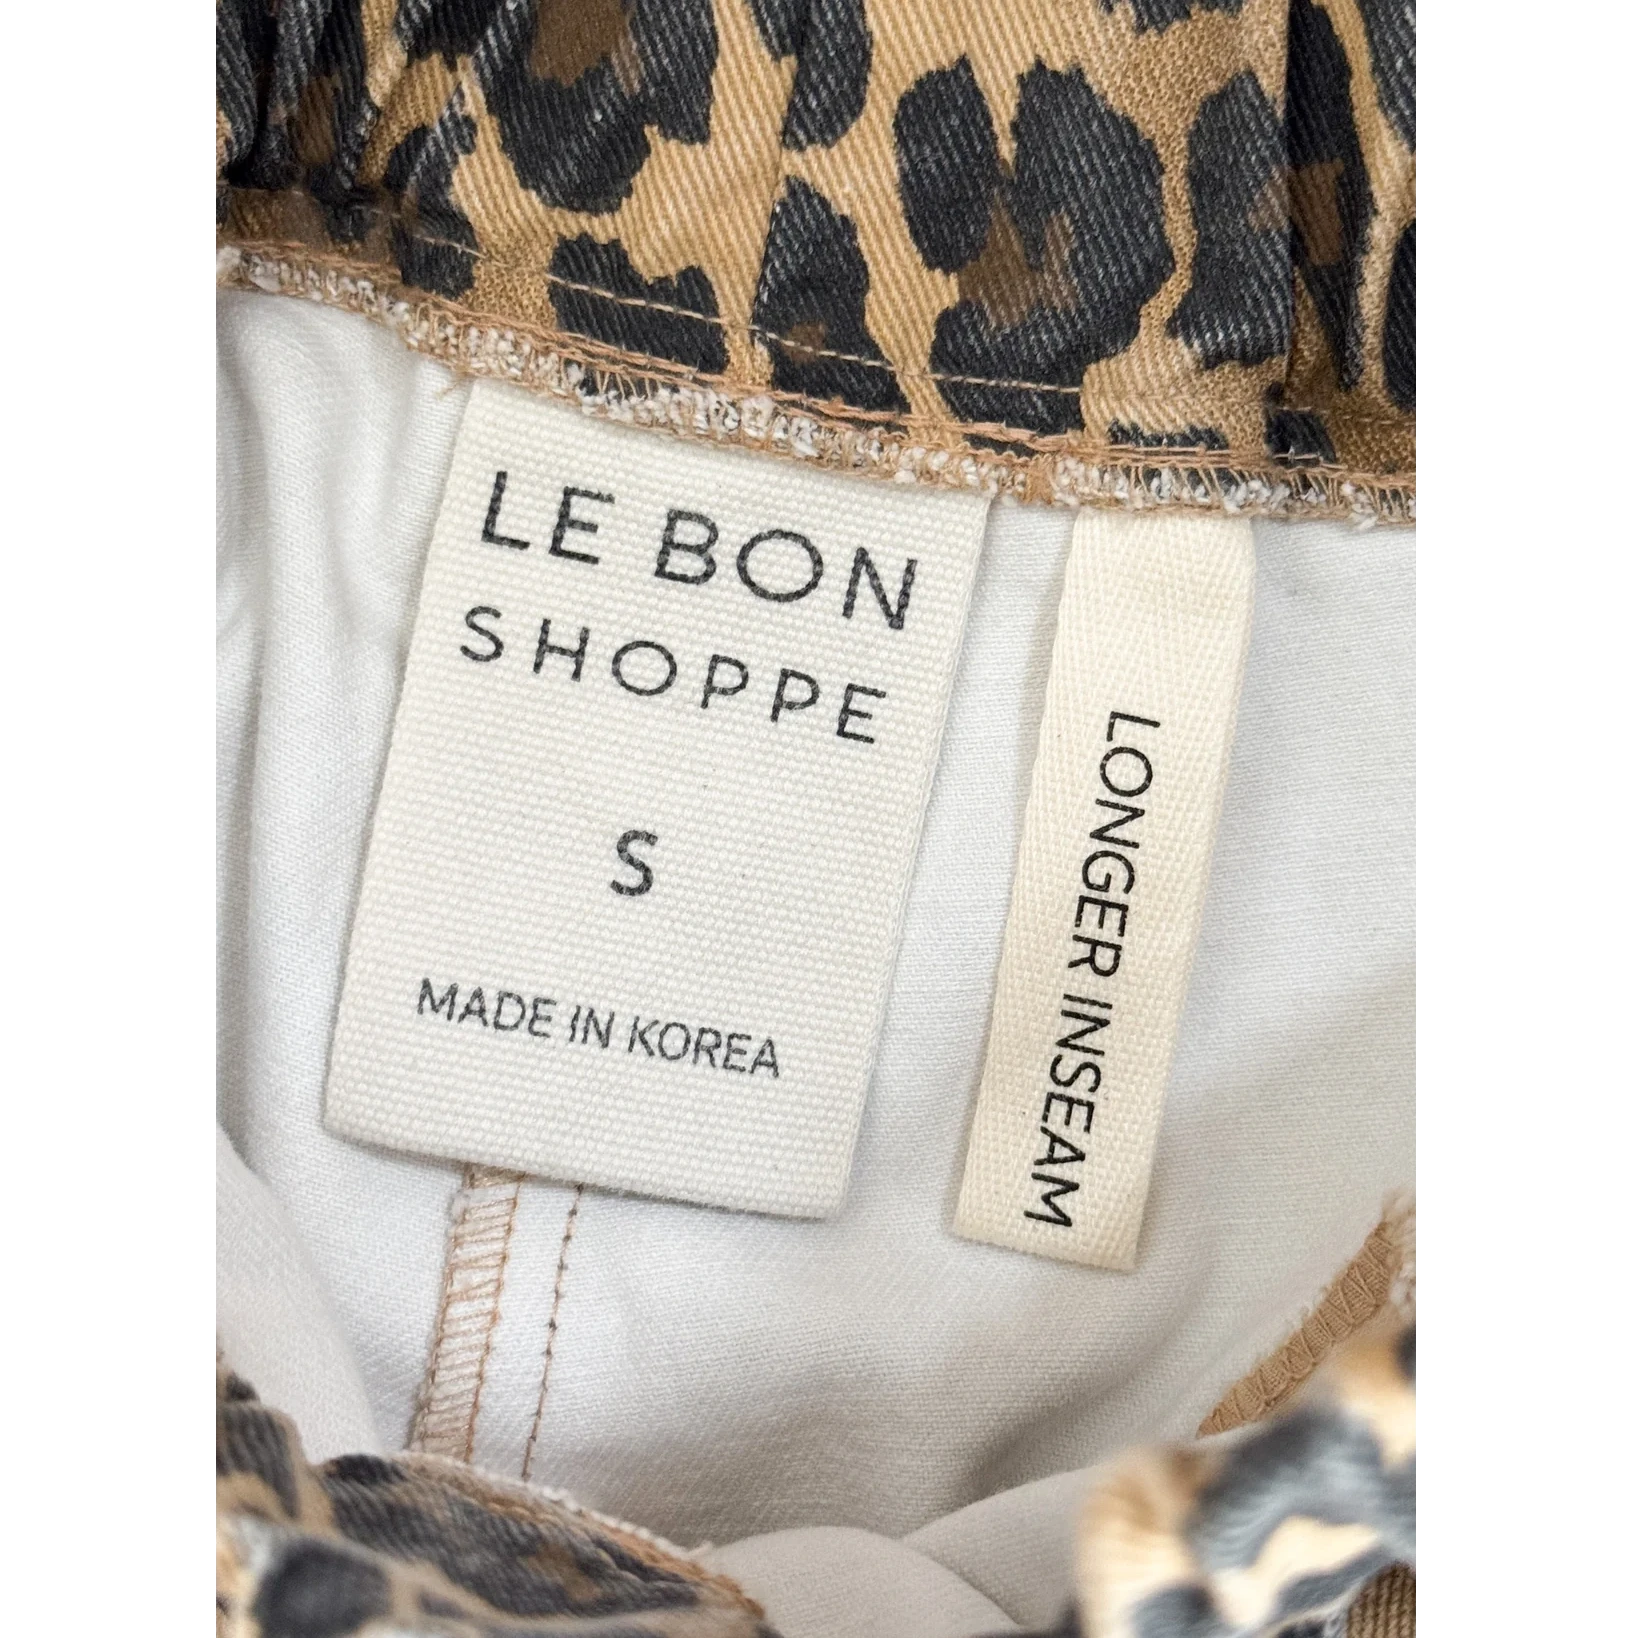 LE BON
SHOPPE
S
MADE IN KOREA
LONGER INSEAM